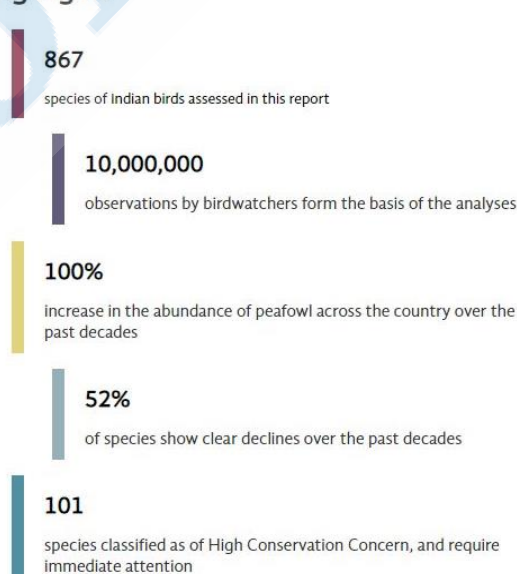 867
species of Indian birds assessed in this report
10,000,000
observations by birdwatchers form the basis of the analyses
100%
increase in the abundance of peafowl across the country over the
past decades
52%
of species show clear declines over the past decades
101
species classified as of High Conservation Concern, and require
immediate attention